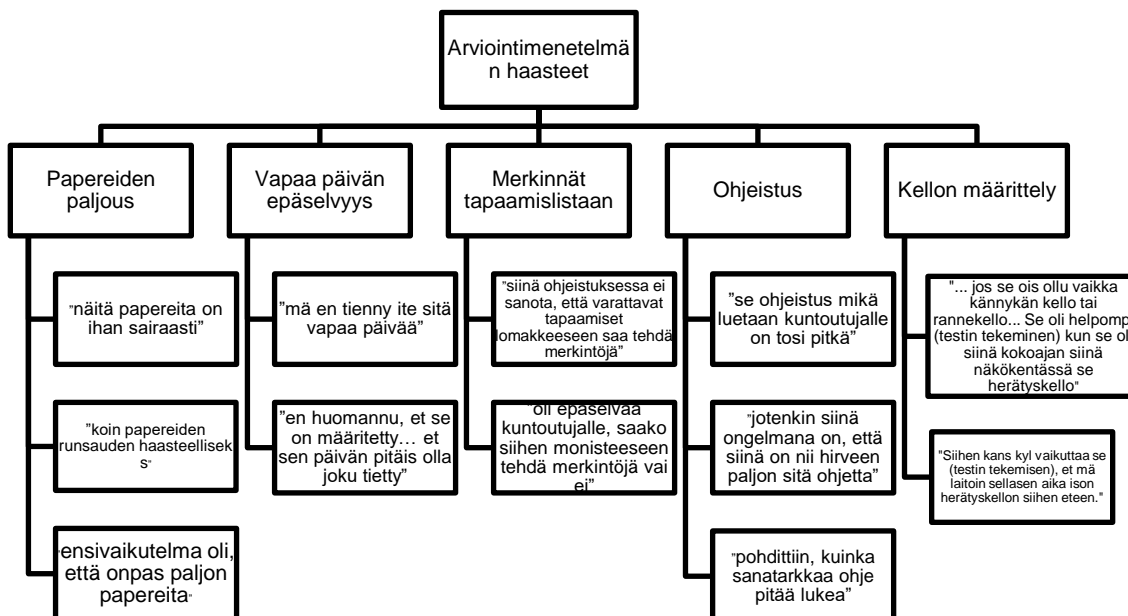 Arviointimenetelmä
n haasteet
Papereiden
paljous
Vapaa päivän
epäselvyys
Merkinnät
tapaamislistaan
Ohjeistus
Kellon määrittely
"näitä papereita on
ihan sairaasti"
"koin papereiden
runsauden haasteelliseks
s"
"ensivaikutelma oli,
että onpas paljon
papereita"
"mä en tienny ite sitä
vapaa päivää"
"en huomannu, et se
on määritetty… et
sen päivän pitäis olla
joku tietty"
"siinä ohjeistuksessa ei
sanota, että varattavat
tapaamiset
lomakkeeseen saa tehdä
merkintöjä"
"oli epäselvää
kuntoutujalle, saako
siihen monisteeseen
tehdä merkintöjä vai
ei"
"se ohjeistus mikä
luetaan kuntoutujalle
on tosi pitkä"
"jotenkin siinä
ongelmana on, että
siinä on nii hirveen
paljon sitä ohjetta"
"pohdittiin, kuinka
sanatarkkaa ohje
pitää lukea"
"... jos se ois ollu vaikka
kännykän kello tai
rannekello... Se oli helpomp
(testin tekeminen) kun se ol
siinä kokoajan siinä
näkökentässä se
herätyskello"
"Siihen kans kyl vaikuttaa se
(testin tekemisen), et mä
laitoin sellasen aika ison
herätyskellon siihen eteen."